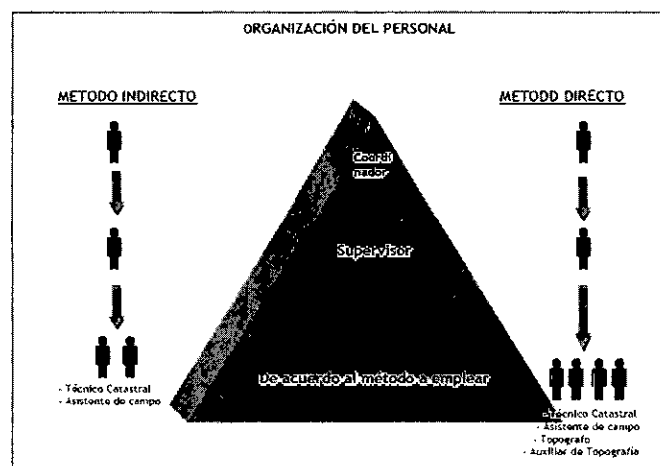 ORGANIZACIÓN DEL PERSONAL
METODO INDIRECTO
METODO DIRECTO
Coordi
nador
Supervisor
De acuerdo al método a emplear
- Técnico Catastral
- Asistente de campo
- Técnico Catastral
- Asistente de campo
- Topografo
- Auxiliar de Topografía